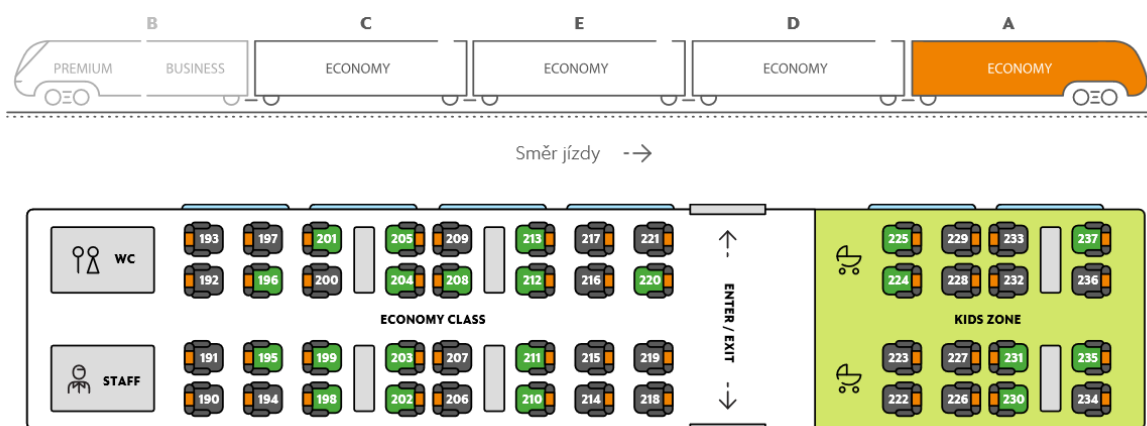 B C E D A
PREMIUM BUSINESS ECONOMY ECONOMY ECONOMY ECONOMY
Směr jízdy -->
193 197 201 205 209 213 217 221 225 229 233 237
WC
192 196 200 204 208 212 216 220 224 228 232 236
ECONOMY CLASS
ENTER / EXIT
KIDS ZONE
191 195 199 203 207 211 215 219 223 227 231 235
STAFF
190 194 198 202 206 210 214 218 222 226 230 234